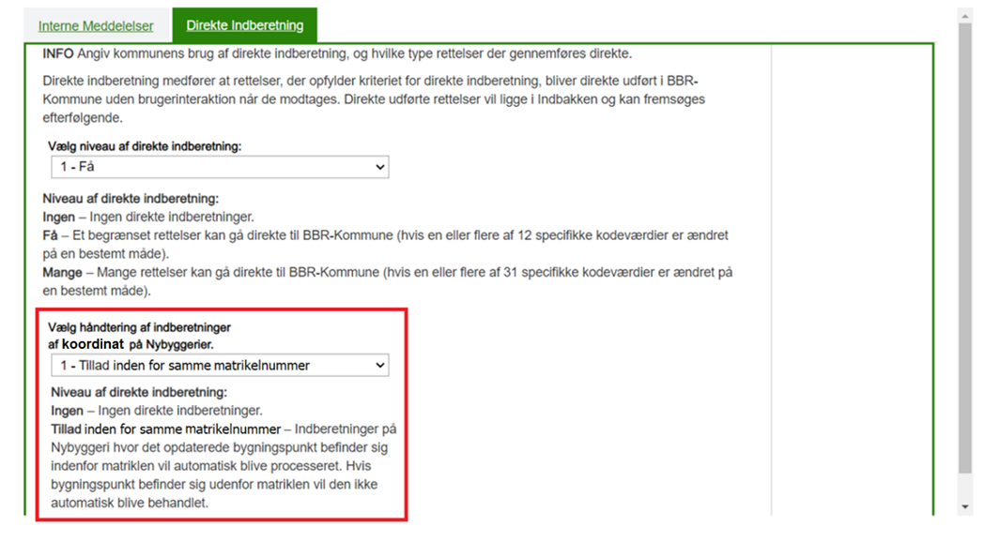 Interne Meddelelser Direkte Indberetning
INFO Angiv kommunens brug af direkte indberetning, og hvilke type rettelser der gennemføres direkte.
Direkte indberetning medfører at rettelser, der opfylder kriteriet for direkte indberetning, bliver direkte udført i BBR-
Kommune uden brugerinteraktion når de modtages. Direkte udførte rettelser vil ligge i Indbakken og kan fremsøges
efterfølgende.
Vælg niveau af direkte indberetning:
1 - Få
Niveau af direkte indberetning:
Ingen – Ingen direkte indberetninger.
Få – Et begrænset rettelser kan gå direkte til BBR-Kommune (hvis en eller flere af 12 specifikke kodeværdier er ændret
på en bestemt måde).
Mange – Mange rettelser kan gå direkte til BBR-Kommune (hvis en eller flere af 31 specifikke kodeværdier er ændret på
en bestemt måde).
Vælg håndtering af indberetninger
af koordinat på Nybyggerier.
1 - Tillad inden for samme matrikelnummer
Niveau af direkte indberetning:
Ingen – Ingen direkte indberetninger.
Tillad inden for samme matrikelnummer – Indberetninger på
Nybyggeri hvor det opdaterede bygningspunkt befinder sig
indenfor matriklen vil automatisk blive processeret. Hvis
bygningspunkt befinder sig udenfor matriklen vil den ikke
automatisk blive behandlet.